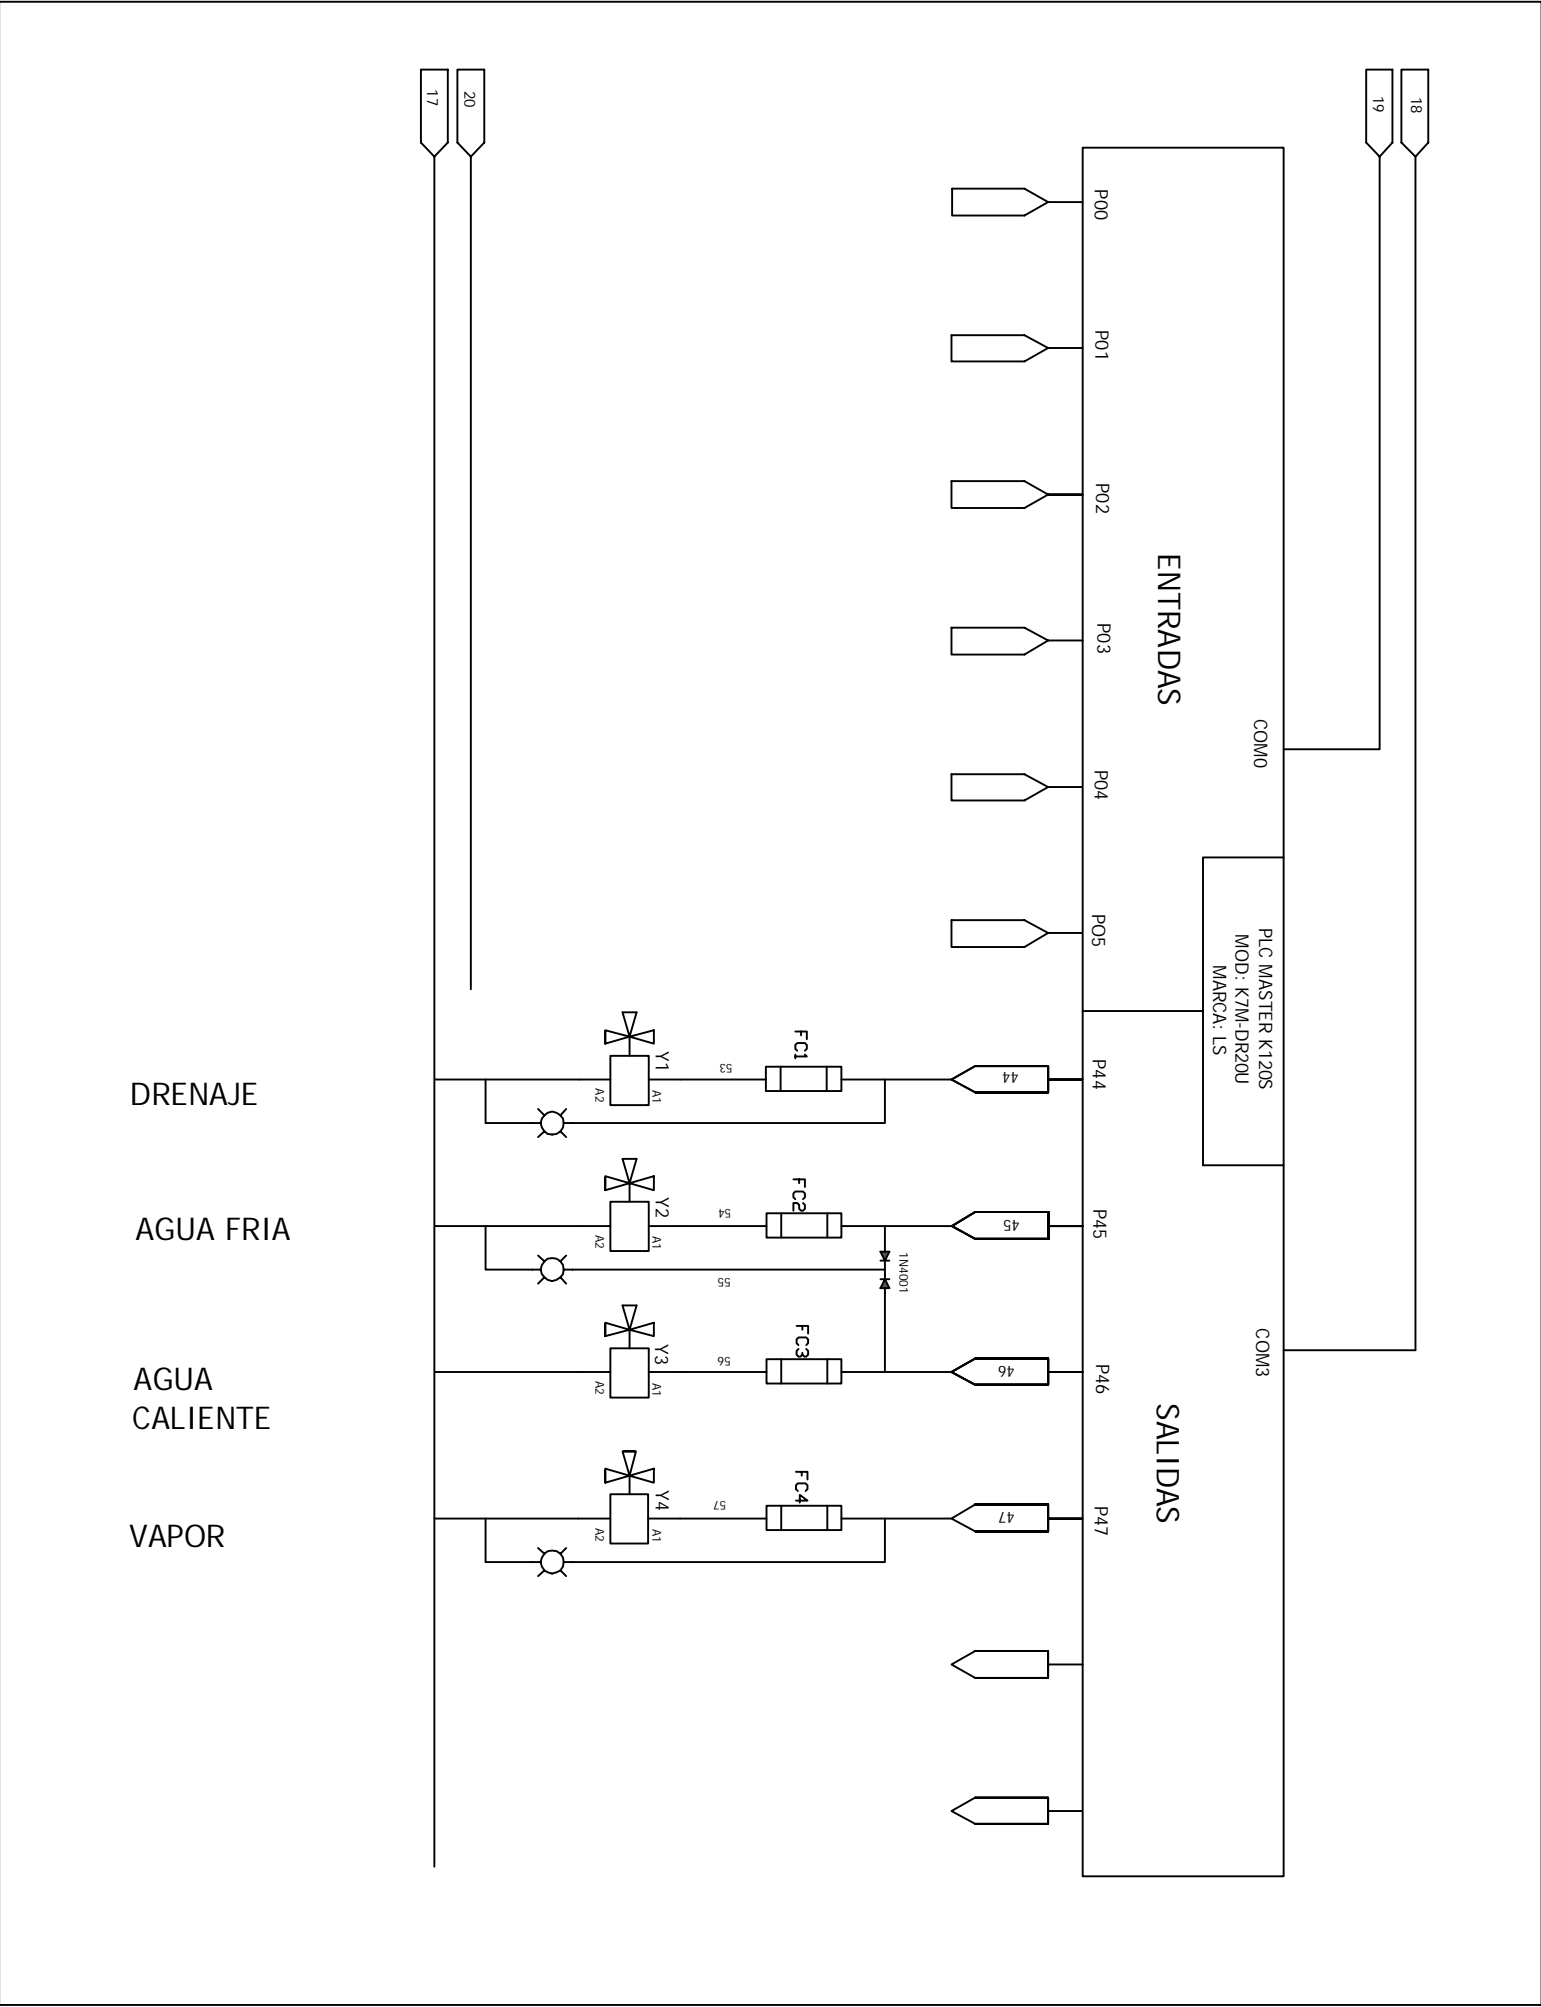 17
20
19
18
P00
P01
P02
P03
P04
PO5
ENTRADAS
COM0
PLC MASTER K120S
MOD: K7M-DR20U
MARCA: LS
COM3
SALIDAS
P44
P45
P46
P47
44
45
46
47
FC1
FC2
FC3
FC4
1N4001
53
54
55
56
57
Y1
A1
A2
Y2
A1
A2
Y3
A1
A2
Y4
A1
A2
DRENAJE
AGUA FRIA
AGUA
CALIENTE
VAPOR